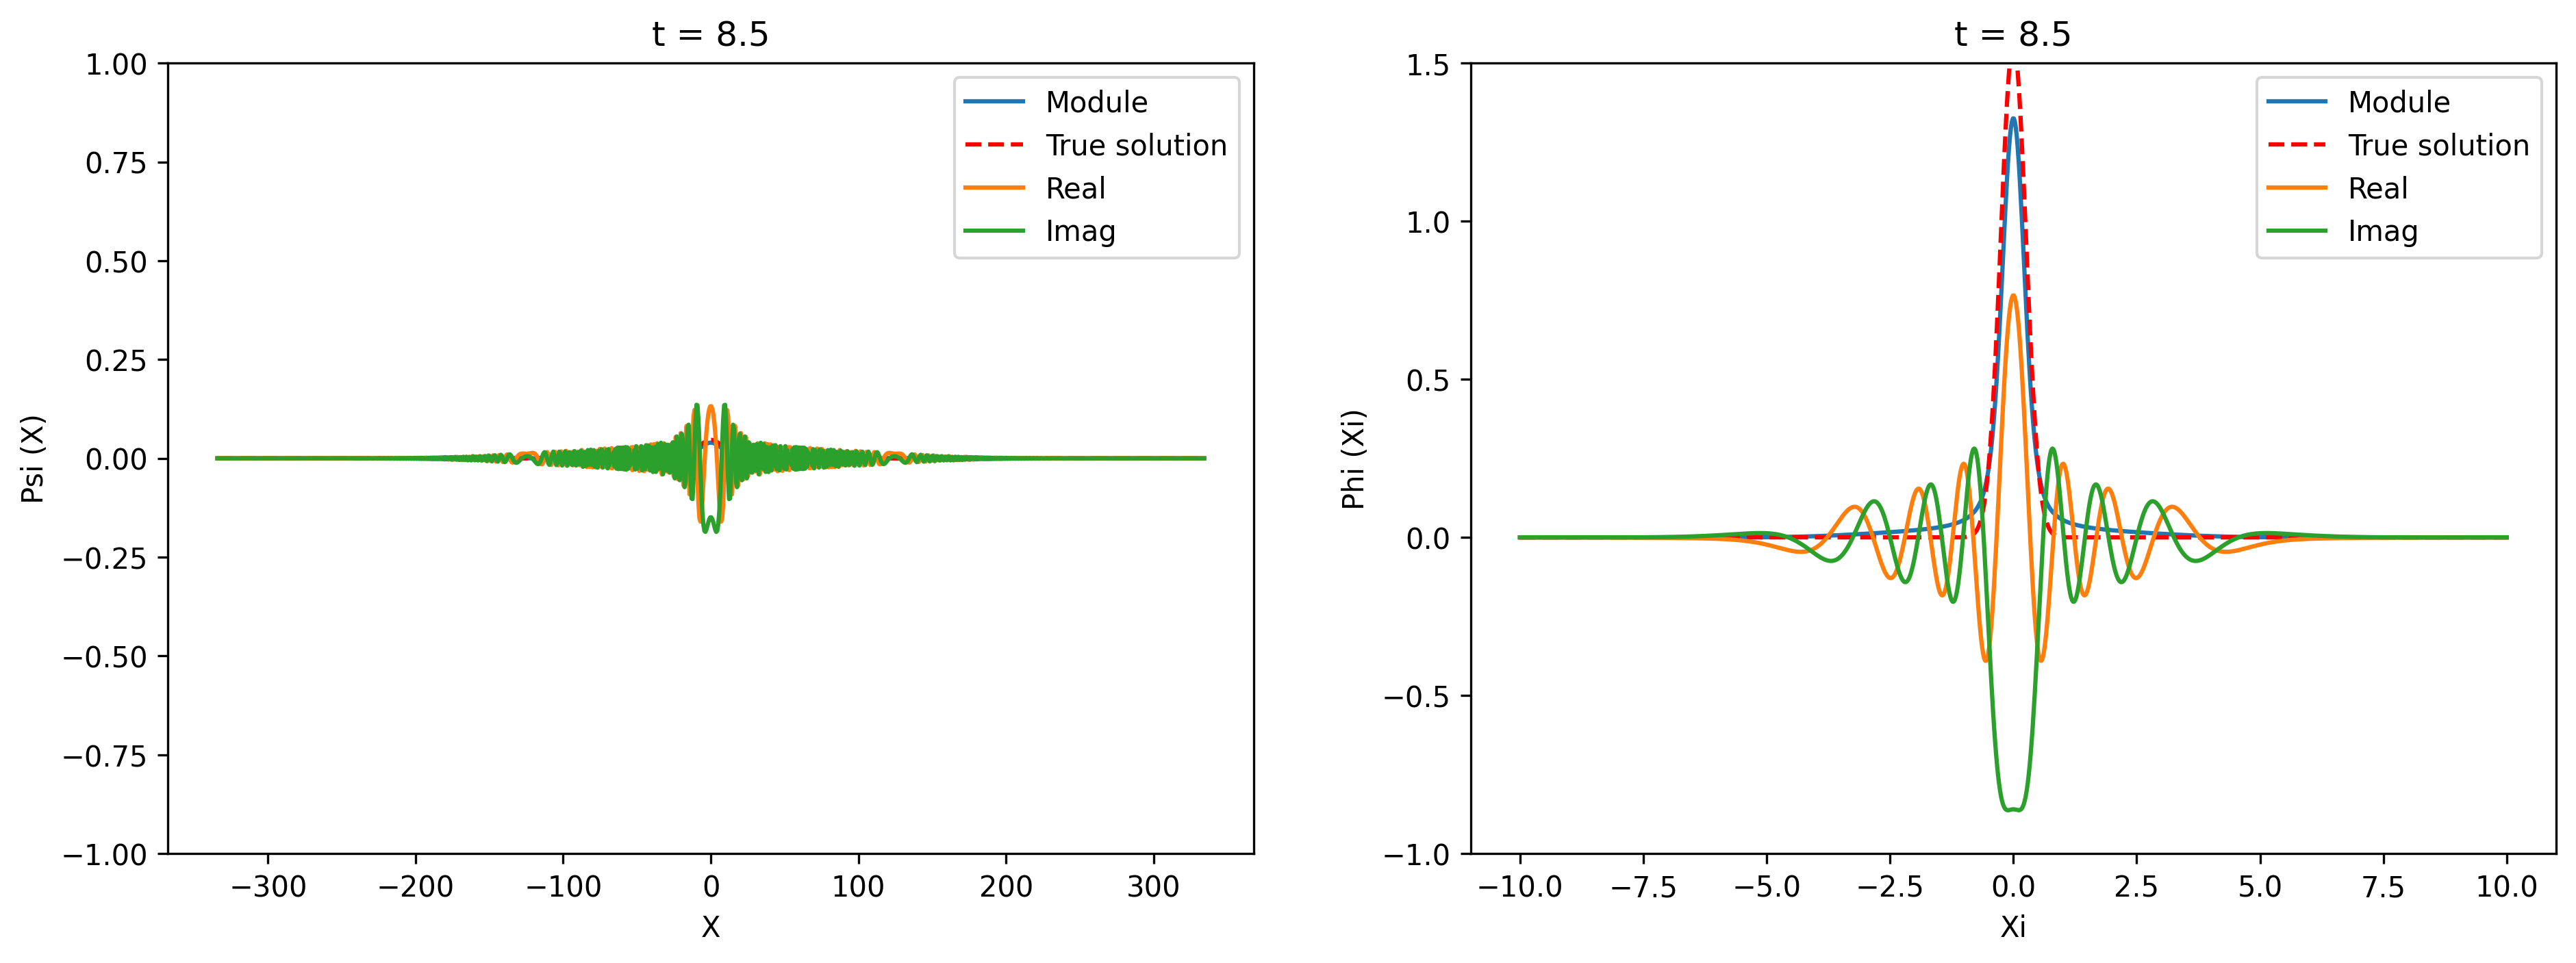 t = 8.5
1.00
0.75
0.50
0.25
0.00
−0.25
−0.50
−0.75
−1.00
Psi (X)
−300
−200
−100
0
100
200
300
X
Module
True solution
Real
Imag
t = 8.5
1.5
1.0
0.5
0.0
−0.5
−1.0
Phi (Xi)
−10.0
−7.5
−5.0
−2.5
0.0
2.5
5.0
7.5
10.0
Xi
Module
True solution
Real
Imag